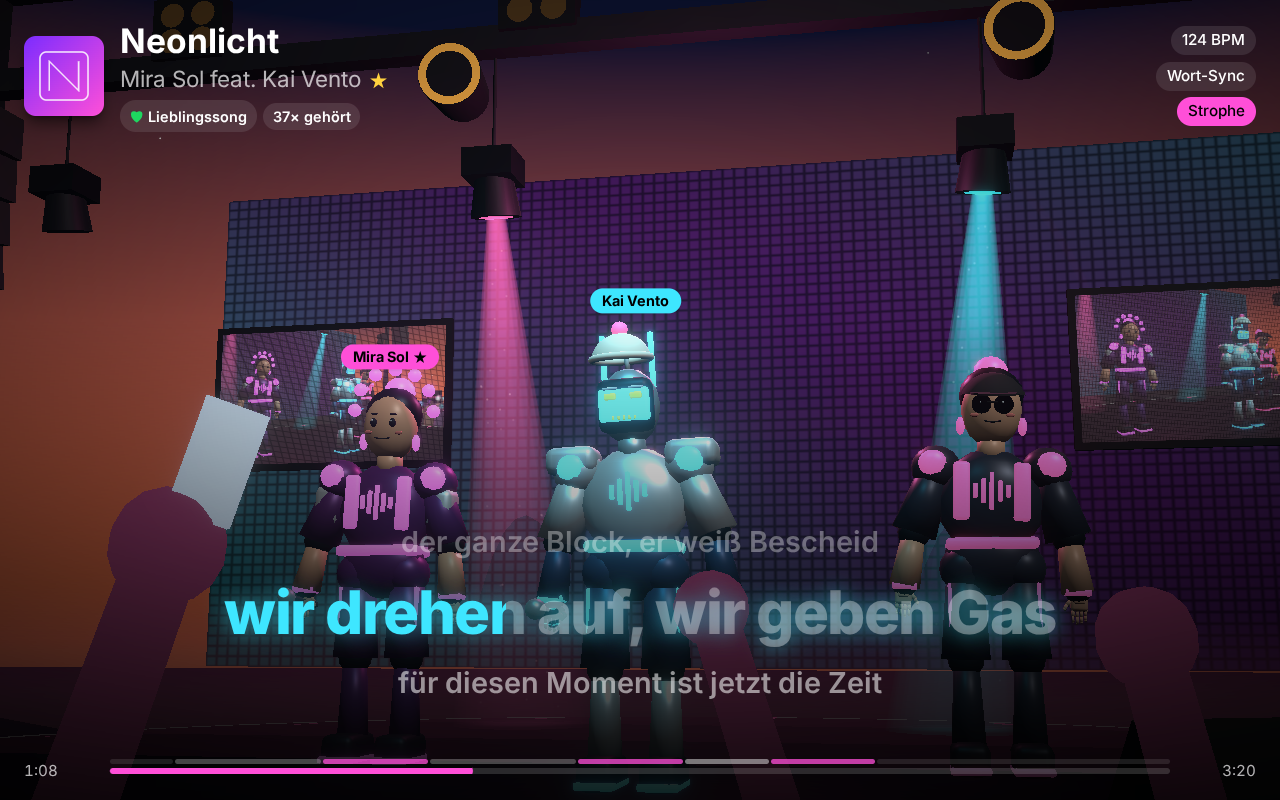 N
Neonlicht
Mira Sol feat. Kai Vento ★
Lieblingssong
37× gehört
124 BPM
Wort-Sync
Strophe
Kai Vento
Mira Sol ★
der ganze Block, er weiß Bescheid
wir drehen auf, wir geben Gas
für diesen Moment ist jetzt die Zeit
1:08
3:20